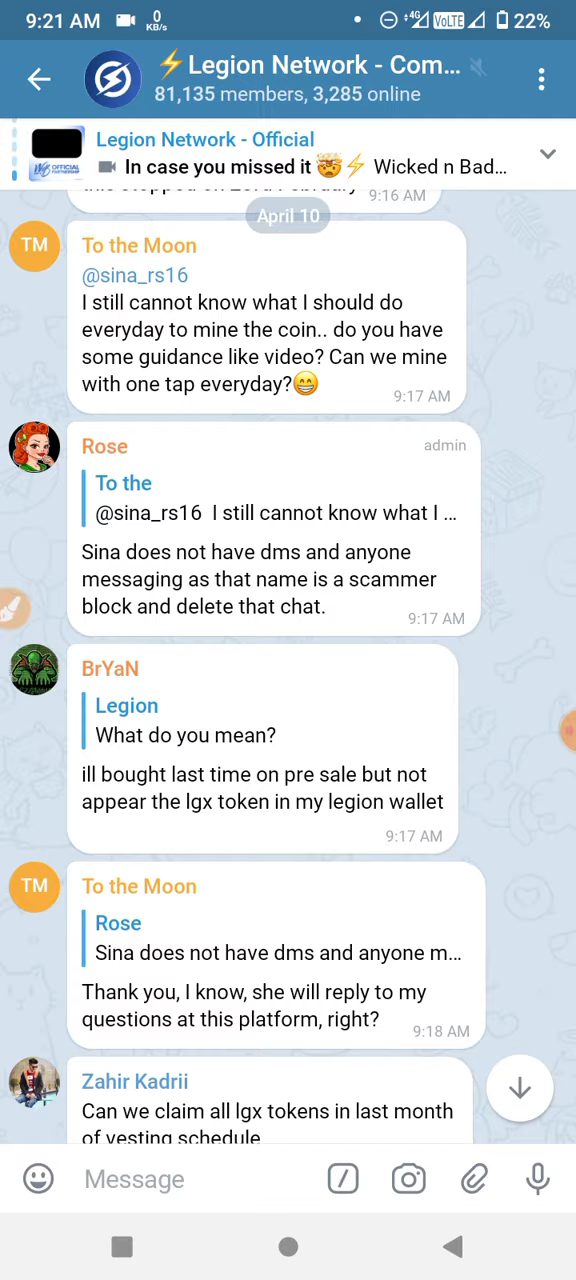 9:21 AM 0 KB/s 4G VoLTE 22%
⚡Legion Network - Com...
81,135 members, 3,285 online
Legion Network - Official
In case you missed it 🤯⚡ Wicked n Bad...
OFFICIAL
PARTNERSHIP
9:16 AM
April 10
TM
To the Moon
@sina_rs16
I still cannot know what I should do
everyday to mine the coin.. do you have
some guidance like video? Can we mine
with one tap everyday?😁
9:17 AM
Rose admin
To the
@sina_rs16 I still cannot know what I ...
Sina does not have dms and anyone
messaging as that name is a scammer
block and delete that chat.
9:17 AM
BrYaN
Legion
What do you mean?
ill bought last time on pre sale but not
appear the lgx token in my legion wallet
9:17 AM
TM
To the Moon
Rose
Sina does not have dms and anyone m...
Thank you, I know, she will reply to my
questions at this platform, right?
9:18 AM
Zahir Kadrii
Can we claim all lgx tokens in last month
of vesting schedule
Message